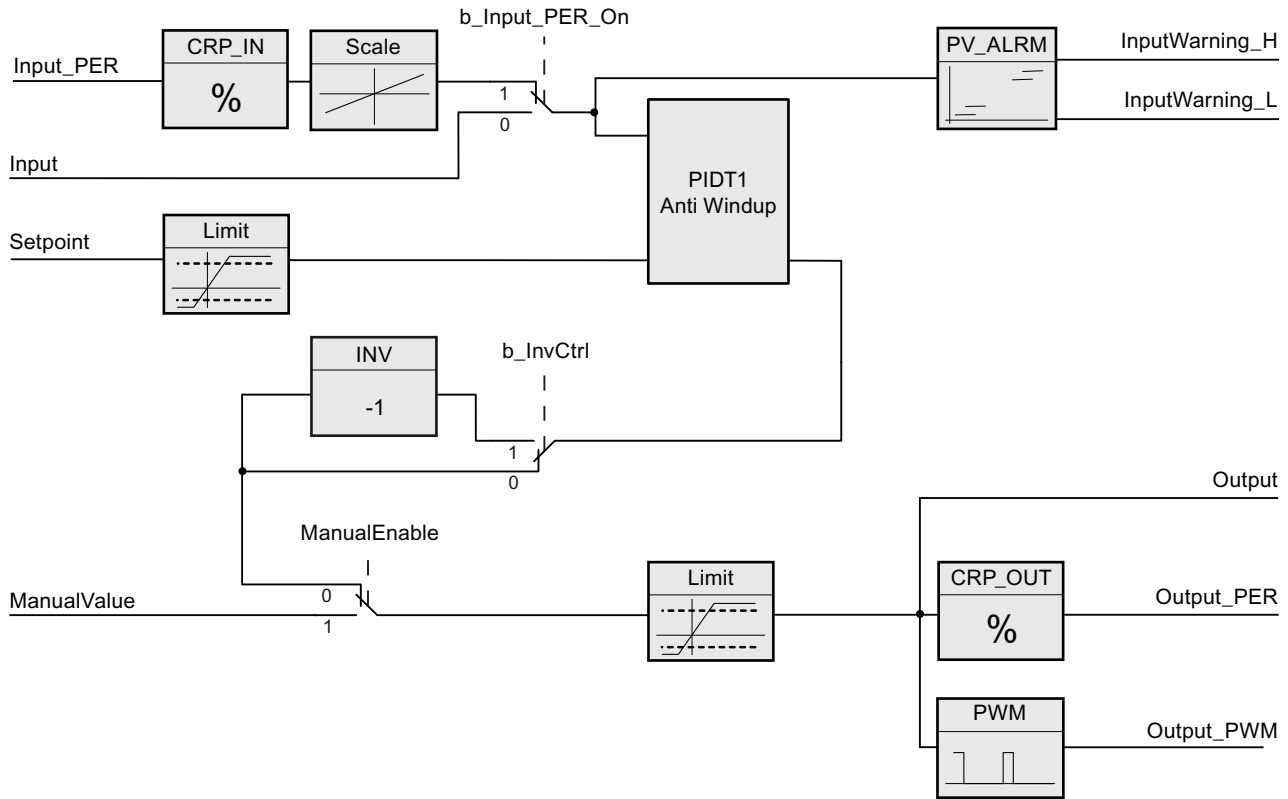 b_Input_PER_On
CRP_IN
Scale
PV_ALRM
InputWarning_H
Input_PER
%
1
0
InputWarning_L
Input
PIDT1
Anti Windup
Setpoint
Limit
INV
-1
b_InvCtrl
1
0
Output
ManualEnable
0
1
ManualValue
Limit
CRP_OUT
%
Output_PER
PWM
Output_PWM